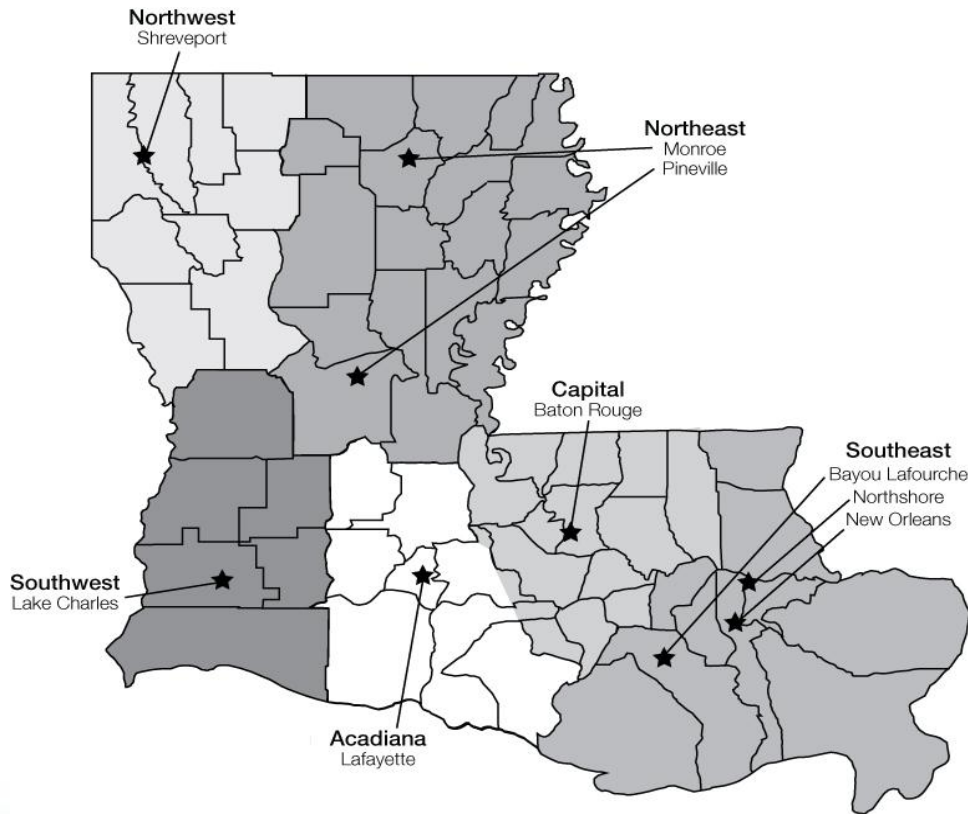 Northwest
Shreveport
Northeast
Monroe
Pineville
Capital
Baton Rouge
Southeast
Bayou Lafourche
Northshore
New Orleans
Southwest
Lake Charles
Acadiana
Lafayette